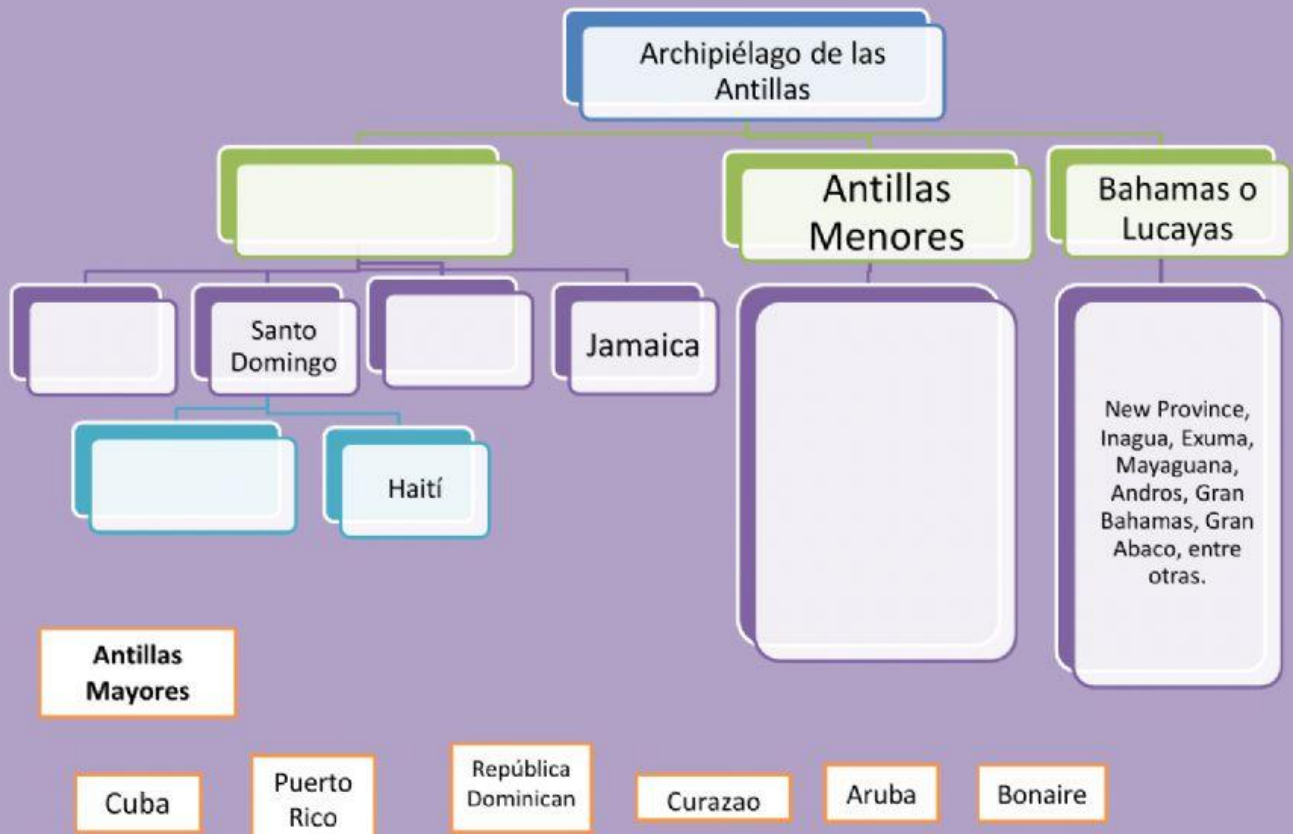 Archipiélago de las
Antillas
Antillas
Menores
Bahamas o
Lucayas
Santo
Domingo
Jamaica
Haití
New Province,
Inagua, Exuma,
Mayaguana,
Andros, Gran
Bahamas, Gran
Abaco, entre
otras.
Antillas
Mayores
Cuba
Puerto
Rico
República
Dominican
Curazao
Aruba
Bonaire